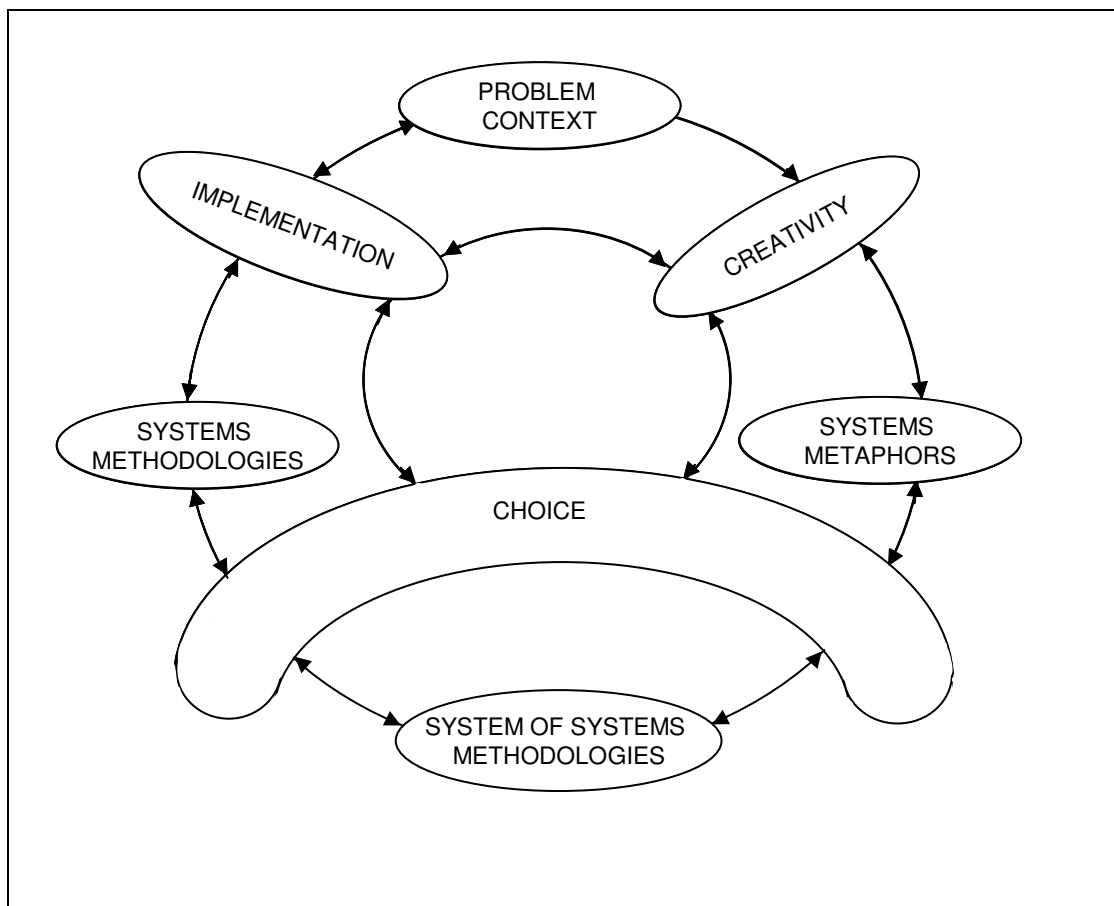 PROBLEM
CONTEXT
IMPLEMENTATION
CREATIVITY
SYSTEMS
METHODOLOGIES
SYSTEMS
METAPHORS
CHOICE
SYSTEM OF SYSTEMS
METHODOLOGIES